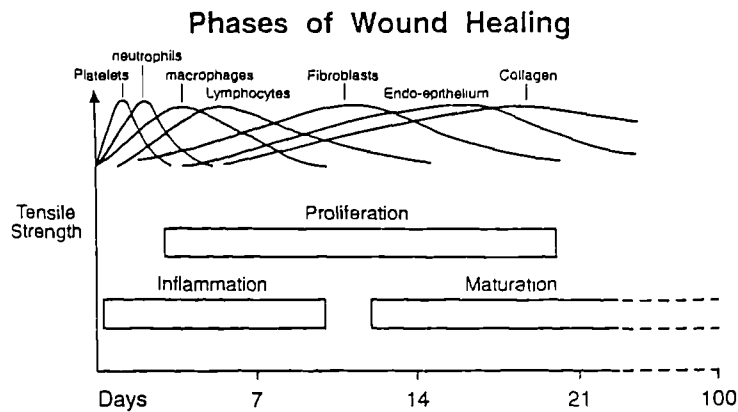 Phases of Wound Healing
neutrophils
Platelets
macrophages
Fibroblasts
Collagen
Lymphocytes
Endo-epithelium
Tensile
Strength
Proliferation
Inflammation
Maturation
Days 7 14 21 100